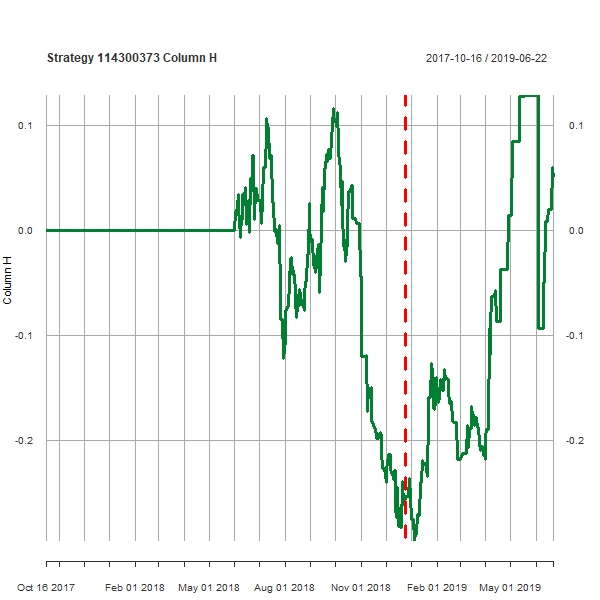 Strategy 114300373 Column H
2017-10-16 / 2019-06-22
0.1
0.1
0.0
0.0
-0.1
-0.1
-0.2
-0.2
Column H
Oct 16 2017
Feb 01 2018
May 01 2018
Aug 01 2018
Nov 01 2018
Feb 01 2019
May 01 2019